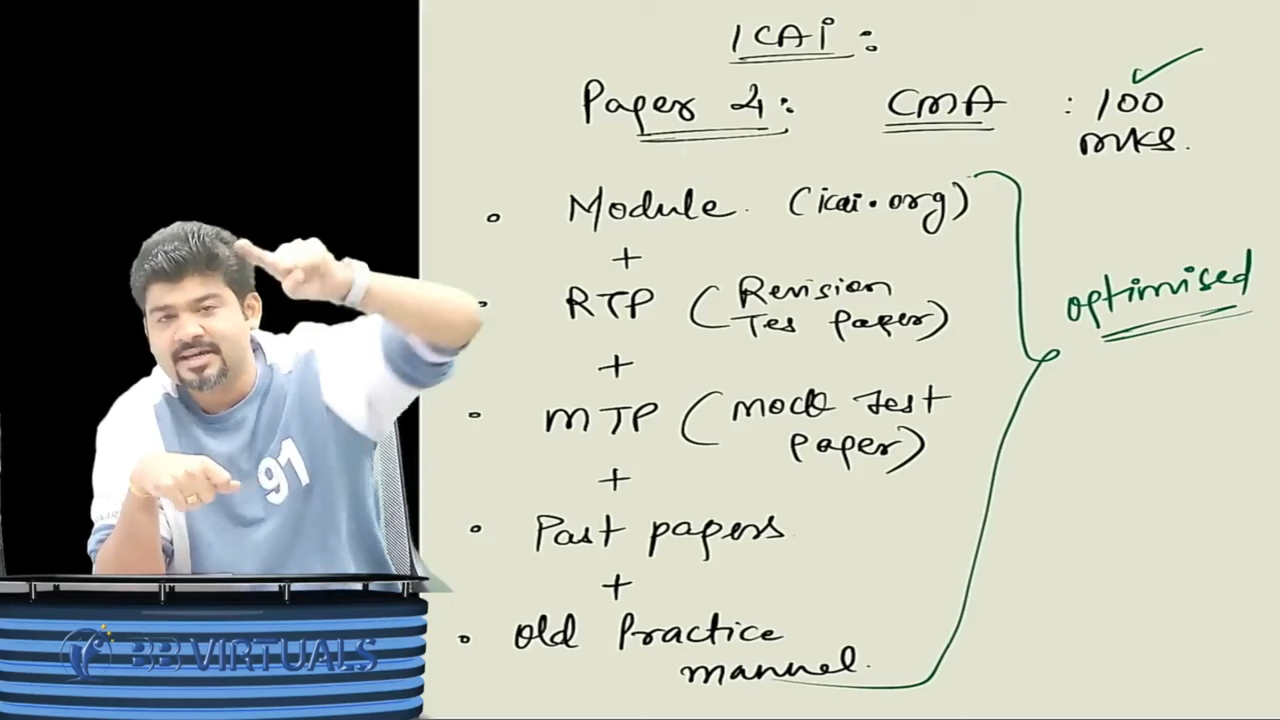 ICAI :
Paper 4 : CMA : 100
mks.
• Module. (icai.org)
+
• RTP (Revision
Tes paper)
+
• MTP (mock test
paper)
+
• Past papers
+
• Old Practice
manuel.
optimised
91
BB VIRTUALS